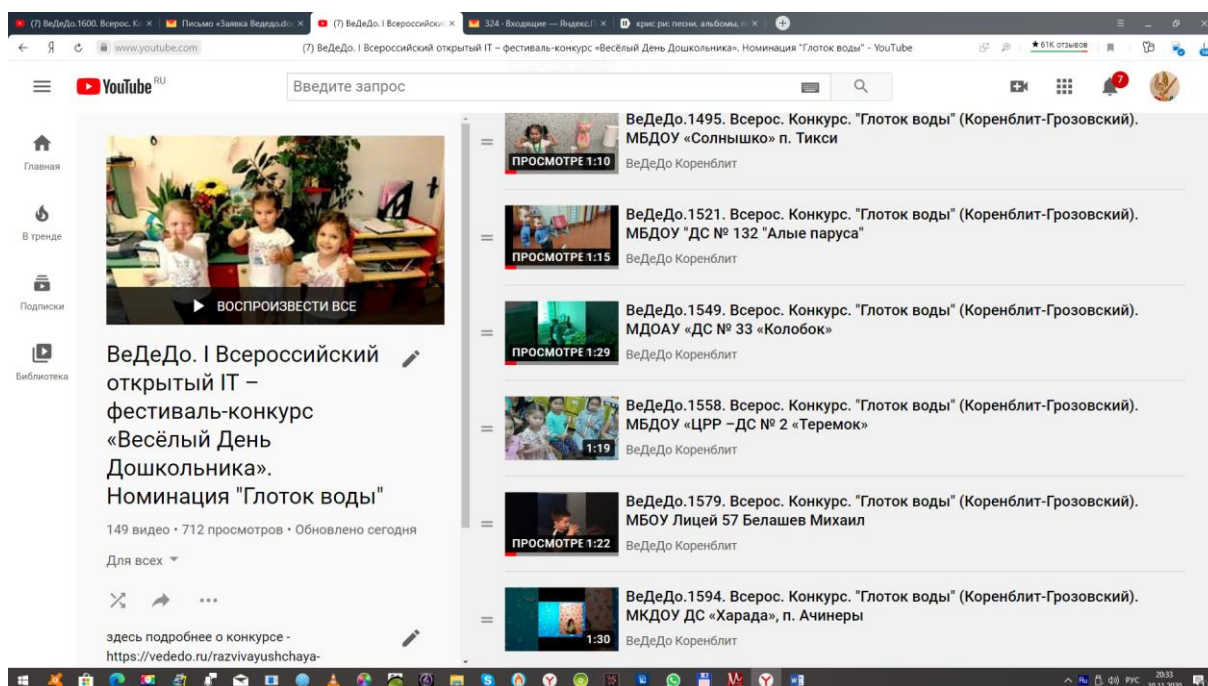 (7) ВеДеДо.1600. Всерос. Ко
Письмо «Заявка Ведедо.do
(7) ВеДеДо. I Всероссийски
324 - Входящие — Яндекс.П
крис ри: песни, альбомы,
www.youtube.com
(7) ВеДеДо. I Всероссийский открытый IT – фестиваль-конкурс «Весёлый День Дошкольника». Номинация "Глоток воды" - YouTube
★ 61K отзывов
YouTube RU
Введите запрос
7
Главная
В тренде
Подписки
Библиотека
ВОСПРОИЗВЕСТИ ВСЕ
ВеДеДо. I Всероссийский
открытый IT –
фестиваль-конкурс
«Весёлый День
Дошкольника».
Номинация "Глоток воды"
149 видео • 712 просмотров • Обновлено сегодня
Для всех
здесь подробнее о конкурсе -
https://vededo.ru/razvivayushchaya-
ВеДеДо.1495. Всерос. Конкурс. "Глоток воды" (Коренблит-Грозовский).
МБДОУ «Солнышко» п. Тикси
ПРОСМОТРЕ 1:10
ВеДеДо Коренблит
ВеДеДо.1521. Всерос. Конкурс. "Глоток воды" (Коренблит-Грозовский).
МБДОУ "ДС № 132 "Алые паруса"
ПРОСМОТРЕ 1:15
ВеДеДо Коренблит
ВеДеДо.1549. Всерос. Конкурс. "Глоток воды" (Коренблит-Грозовский).
МДОАУ «ДС № 33 «Колобок»
ПРОСМОТРЕ 1:29
ВеДеДо Коренблит
ВеДеДо.1558. Всерос. Конкурс. "Глоток воды" (Коренблит-Грозовский).
МБДОУ «ЦРР –ДС № 2 «Теремок»
1:19
ВеДеДо Коренблит
ВеДеДо.1579. Всерос. Конкурс. "Глоток воды" (Коренблит-Грозовский).
МБОУ Лицей 57 Белашев Михаил
ПРОСМОТРЕ 1:22
ВеДеДо Коренблит
ВеДеДо.1594. Всерос. Конкурс. "Глоток воды" (Коренблит-Грозовский).
МКДОУ ДС «Харада», п. Ачинеры
1:30
ВеДеДо Коренблит
Ru
РУС
20:33
10.11.2020